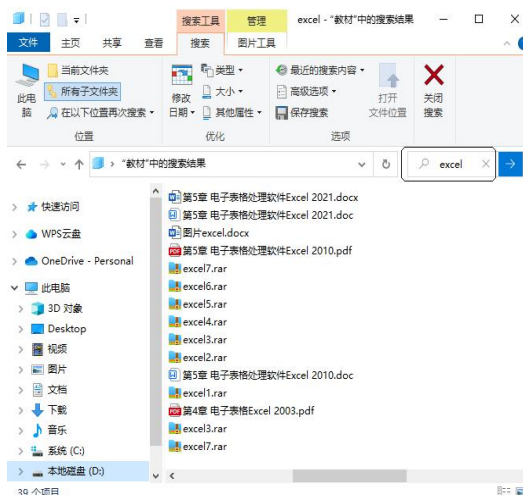 搜索工具 管理 excel - "教材"中的搜索结果
文件 主页 共享 查看 搜索 图片工具
此电脑 当前文件夹 所有子文件夹 在以下位置再次搜索
位置
修改日期 类型 大小 其他属性
优化
最近的搜索内容 高级选项 保存搜索 打开文件位置
选项
关闭搜索
"教材"中的搜索结果 excel
快速访问
WPS云盘
OneDrive - Personal
此电脑
3D 对象
Desktop
视频
图片
文档
下载
音乐
系统 (C:)
本地磁盘 (D:)
第5章 电子表格处理软件Excel 2021.docx
第5章 电子表格处理软件Excel 2021.doc
图片excel.docx
第5章 电子表格处理软件Excel 2010.pdf
excel7.rar
excel6.rar
excel5.rar
excel4.rar
excel3.rar
excel2.rar
第5章 电子表格处理软件Excel 2010.doc
excel1.rar
第4章 电子表格Excel 2003.pdf
excel3.rar
excel7.rar
39 个项目